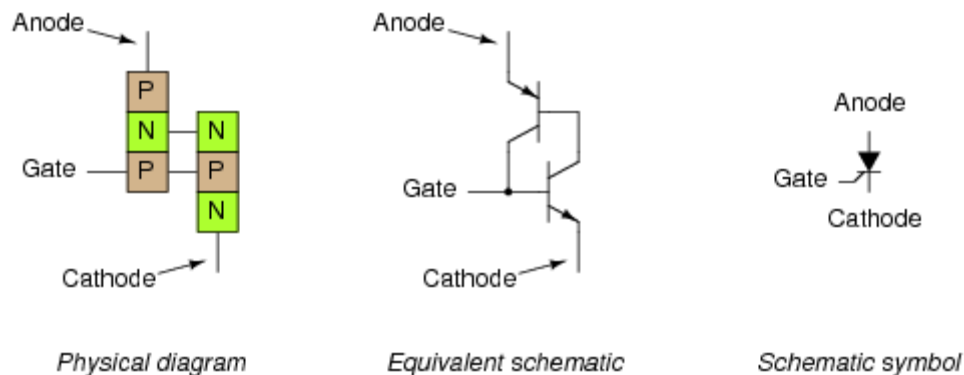 Anode
P
N
N
Gate
P
P
N
Cathode
Physical diagram
Anode
Gate
Cathode
Equivalent schematic
Anode
Gate
Cathode
Schematic symbol